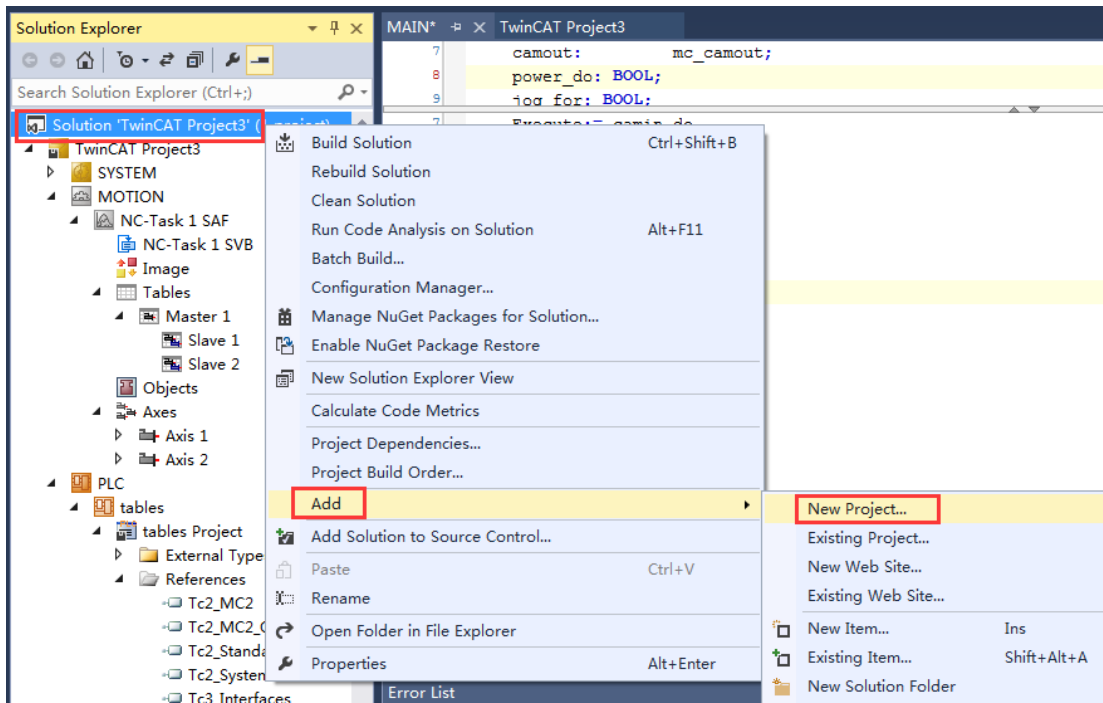 Solution Explorer
Search Solution Explorer (Ctrl+;)
Solution 'TwinCAT Project3' (1 project)
TwinCAT Project3
SYSTEM
MOTION
NC-Task 1 SAF
NC-Task 1 SVB
Image
Tables
Master 1
Slave 1
Slave 2
Objects
Axes
Axis 1
Axis 2
PLC
tables
tables Project
External Type
References
Tc2_MC2
Tc2_MC2_
Tc2_Standa
Tc2_System
Tc3_Interfaces
MAIN* TwinCAT Project3
7 camout: mc_camout;
8 power_do: BOOL;
9 jog_for: BOOL;
7 Execute:= camin_do
Build Solution Ctrl+Shift+B
Rebuild Solution
Clean Solution
Run Code Analysis on Solution Alt+F11
Batch Build...
Configuration Manager...
Manage NuGet Packages for Solution...
Enable NuGet Package Restore
New Solution Explorer View
Calculate Code Metrics
Project Dependencies...
Project Build Order...
Add
Add Solution to Source Control...
Paste Ctrl+V
Rename
Open Folder in File Explorer
Properties Alt+Enter
New Project...
Existing Project...
New Web Site...
Existing Web Site...
New Item... Ins
Existing Item... Shift+Alt+A
New Solution Folder
Error List